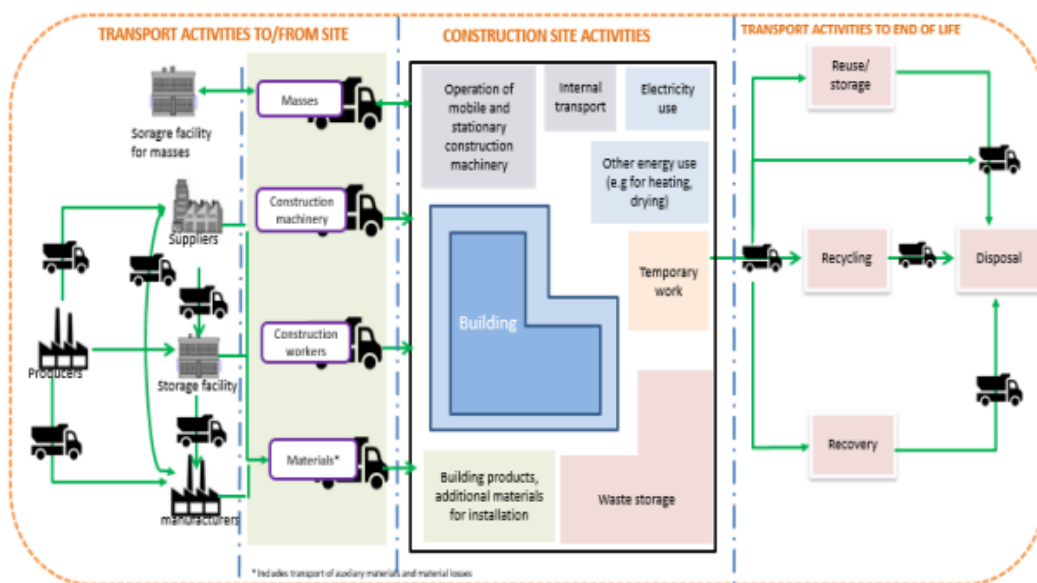 TRANSPORT ACTIVITIES TO/FROM SITE
CONSTRUCTION SITE ACTIVITIES
TRANSPORT ACTIVITIES TO END OF LIFE
Masses
Soragre facility
for masses
Construction
machinery
Suppliers
Construction
workers
Producers
Storage facility
Materials*
manufacturers
Operation of
mobile and
stationary
construction
machinery
Internal
transport
Electricity
use
Other energy use
(e.g for heating,
drying)
Building
Temporary
work
Building products,
additional materials
for installation
Waste storage
Reuse/
storage
Recycling
Disposal
Recovery
* Includes transport of auxilary materials and material losses